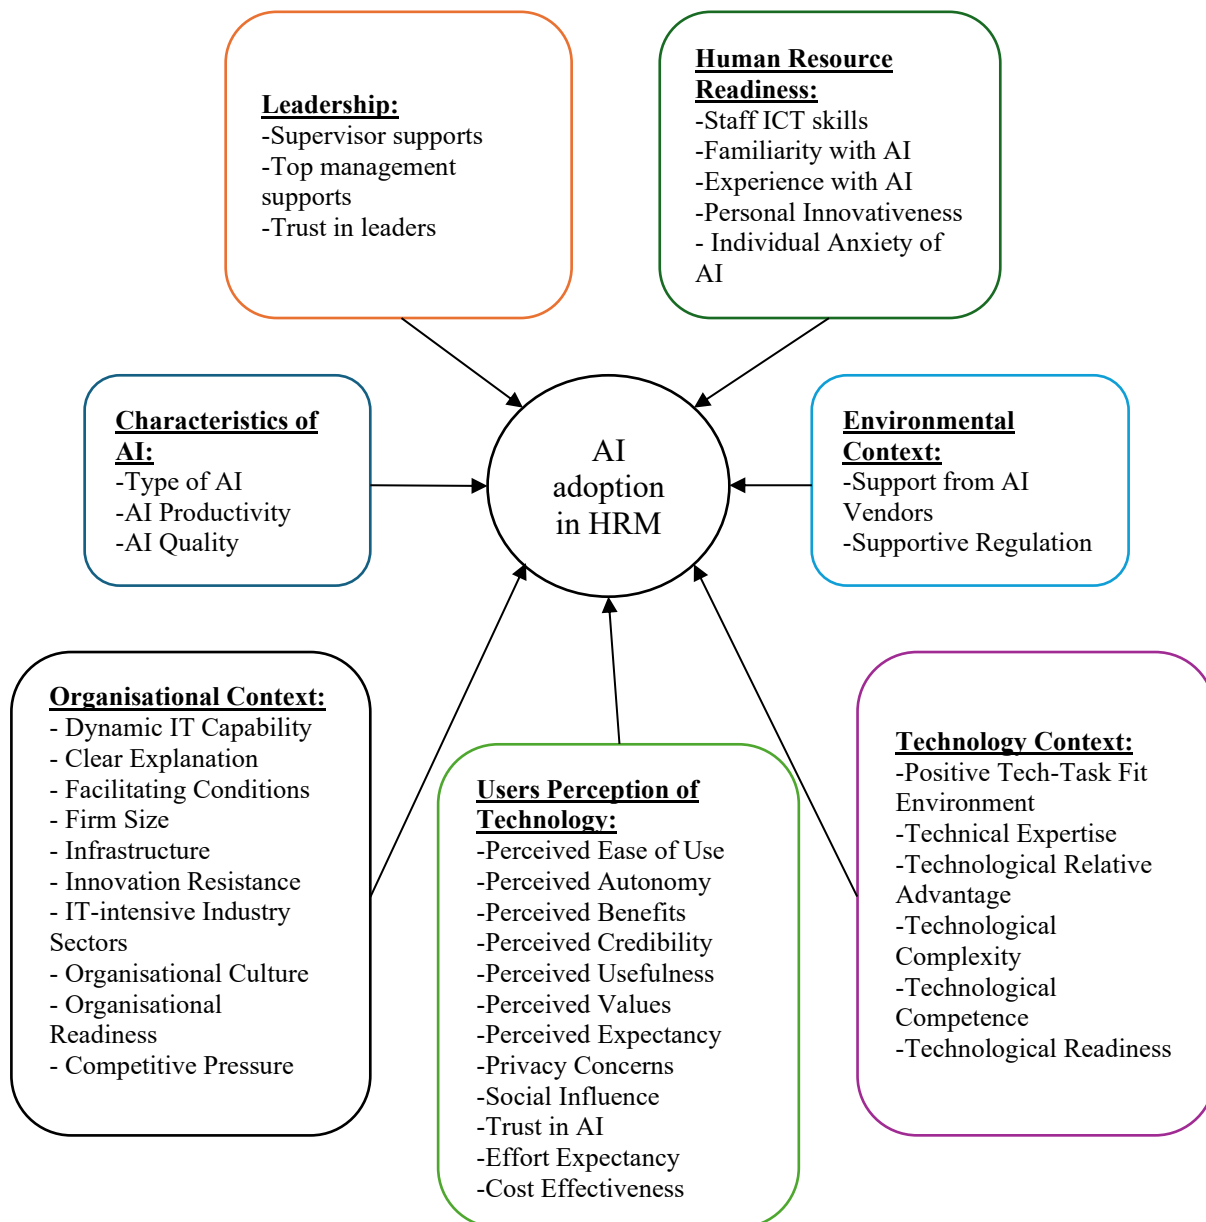 Leadership:
-Supervisor supports
-Top management
supports
-Trust in leaders
Human Resource
Readiness:
-Staff ICT skills
-Familiarity with AI
-Experience with AI
-Personal Innovativeness
- Individual Anxiety of
AI
Characteristics of
AI:
-Type of AI
-AI Productivity
-AI Quality
AI
adoption
in HRM
Environmental
Context:
-Support from AI
Vendors
-Supportive Regulation
Organisational Context:
- Dynamic IT Capability
- Clear Explanation
- Facilitating Conditions
- Firm Size
- Infrastructure
- Innovation Resistance
- IT-intensive Industry
Sectors
- Organisational Culture
- Organisational
Readiness
- Competitive Pressure
Users Perception of
Technology:
-Perceived Ease of Use
-Perceived Autonomy
-Perceived Benefits
-Perceived Credibility
-Perceived Usefulness
-Perceived Values
-Perceived Expectancy
-Privacy Concerns
-Social Influence
-Trust in AI
-Effort Expectancy
-Cost Effectiveness
Technology Context:
-Positive Tech-Task Fit
Environment
-Technical Expertise
-Technological Relative
Advantage
-Technological
Complexity
-Technological
Competence
-Technological Readiness